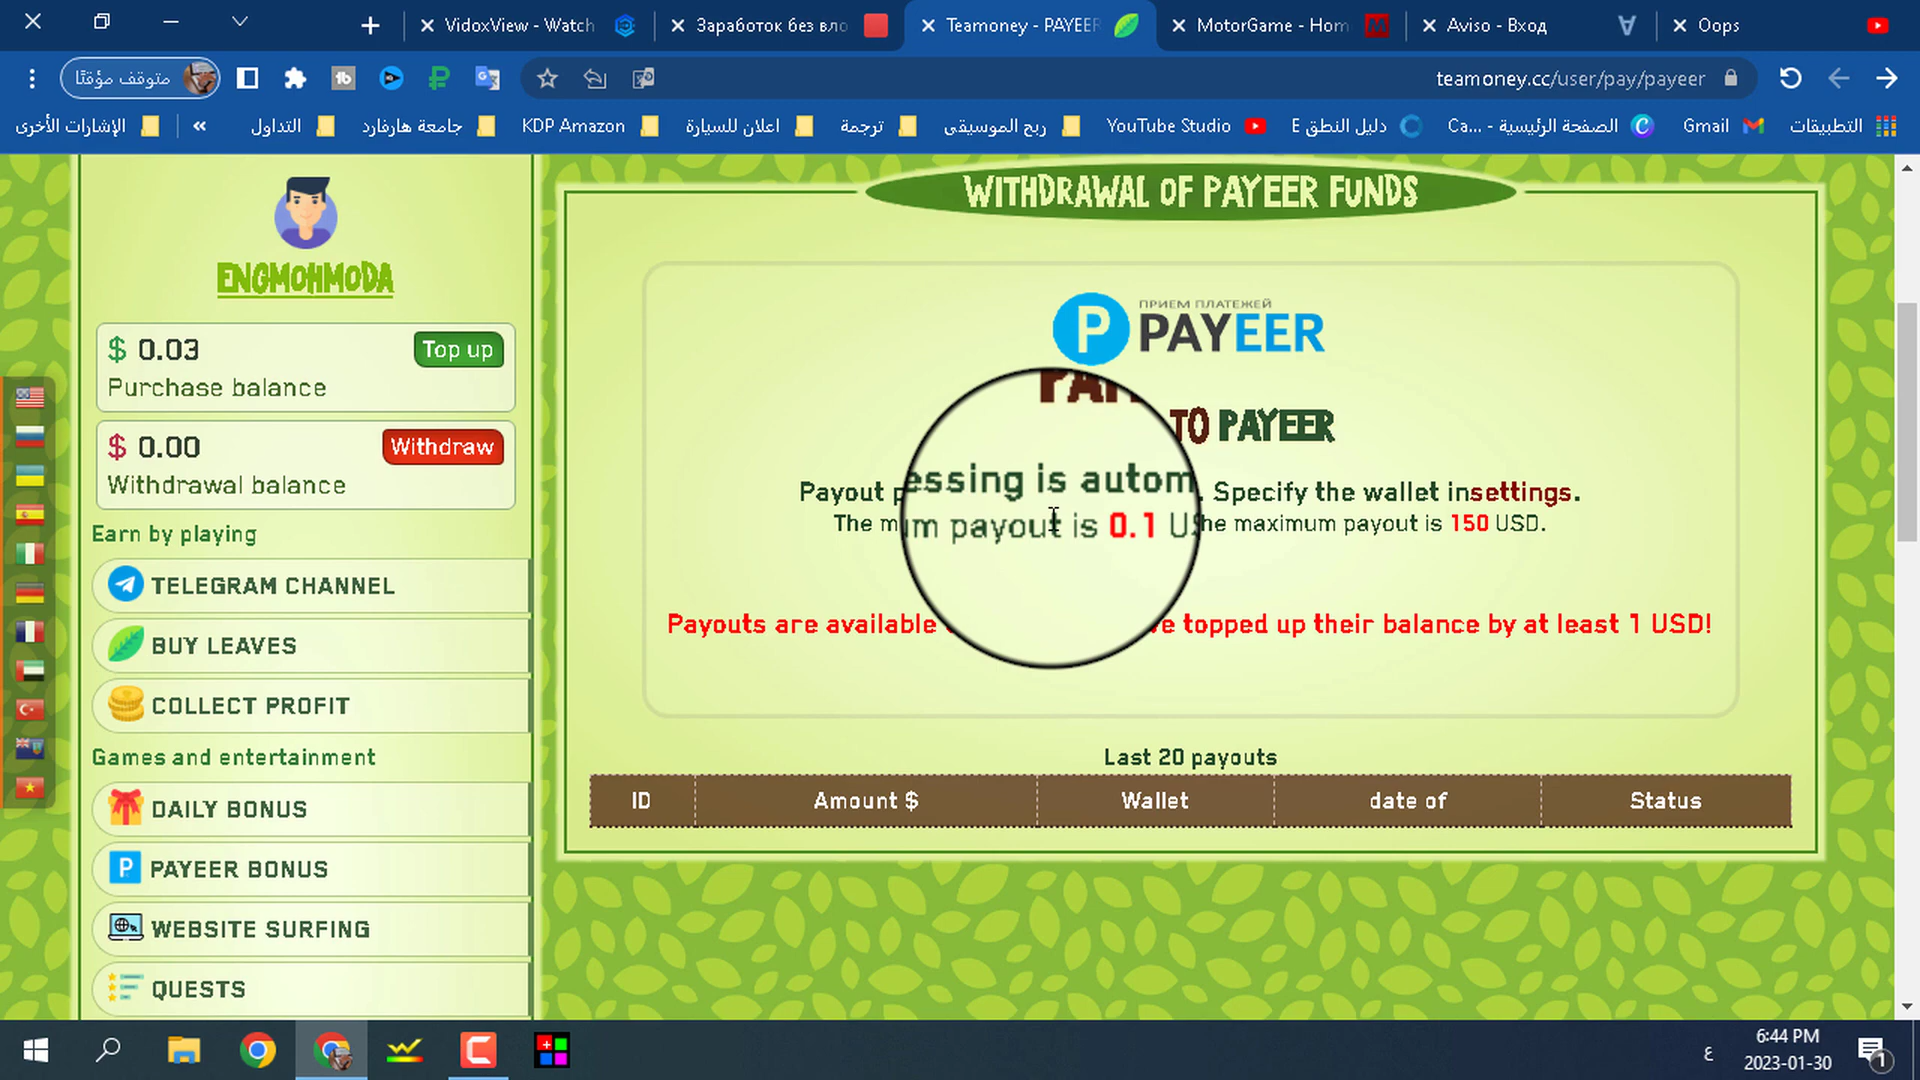 VidoxView - Watch
Заработок без вло
Teamoney - PAYEER
MotorGame - Hom
Aviso - Вход
Oops
متوقف مؤقتًا
teamoney.cc/user/pay/payeer
التطبيقات
Gmail
الصفحة الرئيسية - ...Ca
دليل النطق E
YouTube Studio
ربح الموسيقى
ترجمة
اعلان للسيارة
KDP Amazon
جامعة هارفارد
التداول
»
الإشارات الأخرى
WITHDRAWAL OF PAYEER FUNDS
ENGMOHMODA
$ 0.03
Top up
Purchase balance
$ 0.00
Withdraw
Withdrawal balance
Earn by playing
TELEGRAM CHANNEL
BUY LEAVES
COLLECT PROFIT
Games and entertainment
DAILY BONUS
PAYEER BONUS
WEBSITE SURFING
QUESTS
ПРИЕМ ПЛАТЕЖЕЙ
PAYEER
TO PAYEER
Payout essing is autom. Specify the wallet insettings.
The payout is 0.1 he maximum payout is 150 USD.
Payouts are available topped up their balance by at least 1 USD!
Last 20 payouts
ID Amount $ Wallet date of Status
ع
6:44 PM
2023-01-30
1